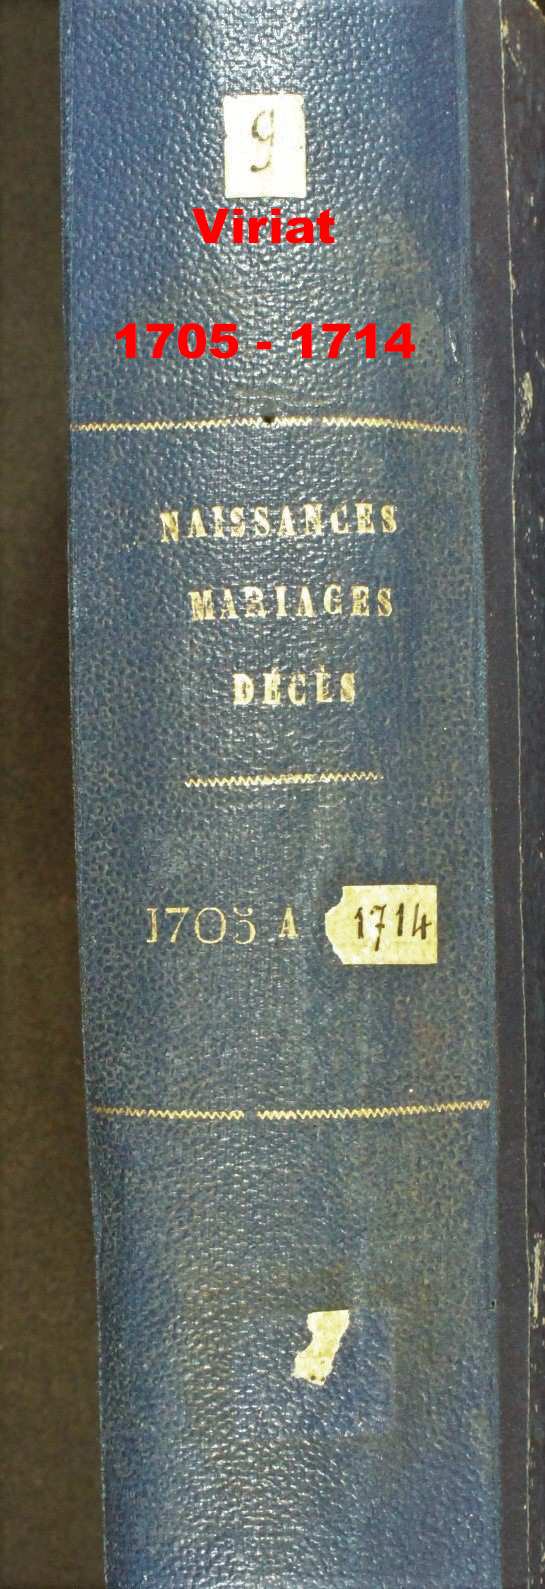 9
Viriat
1705 - 1714
NAISSANCES
MARIAGES
DÉCÈS
1705 A 1714